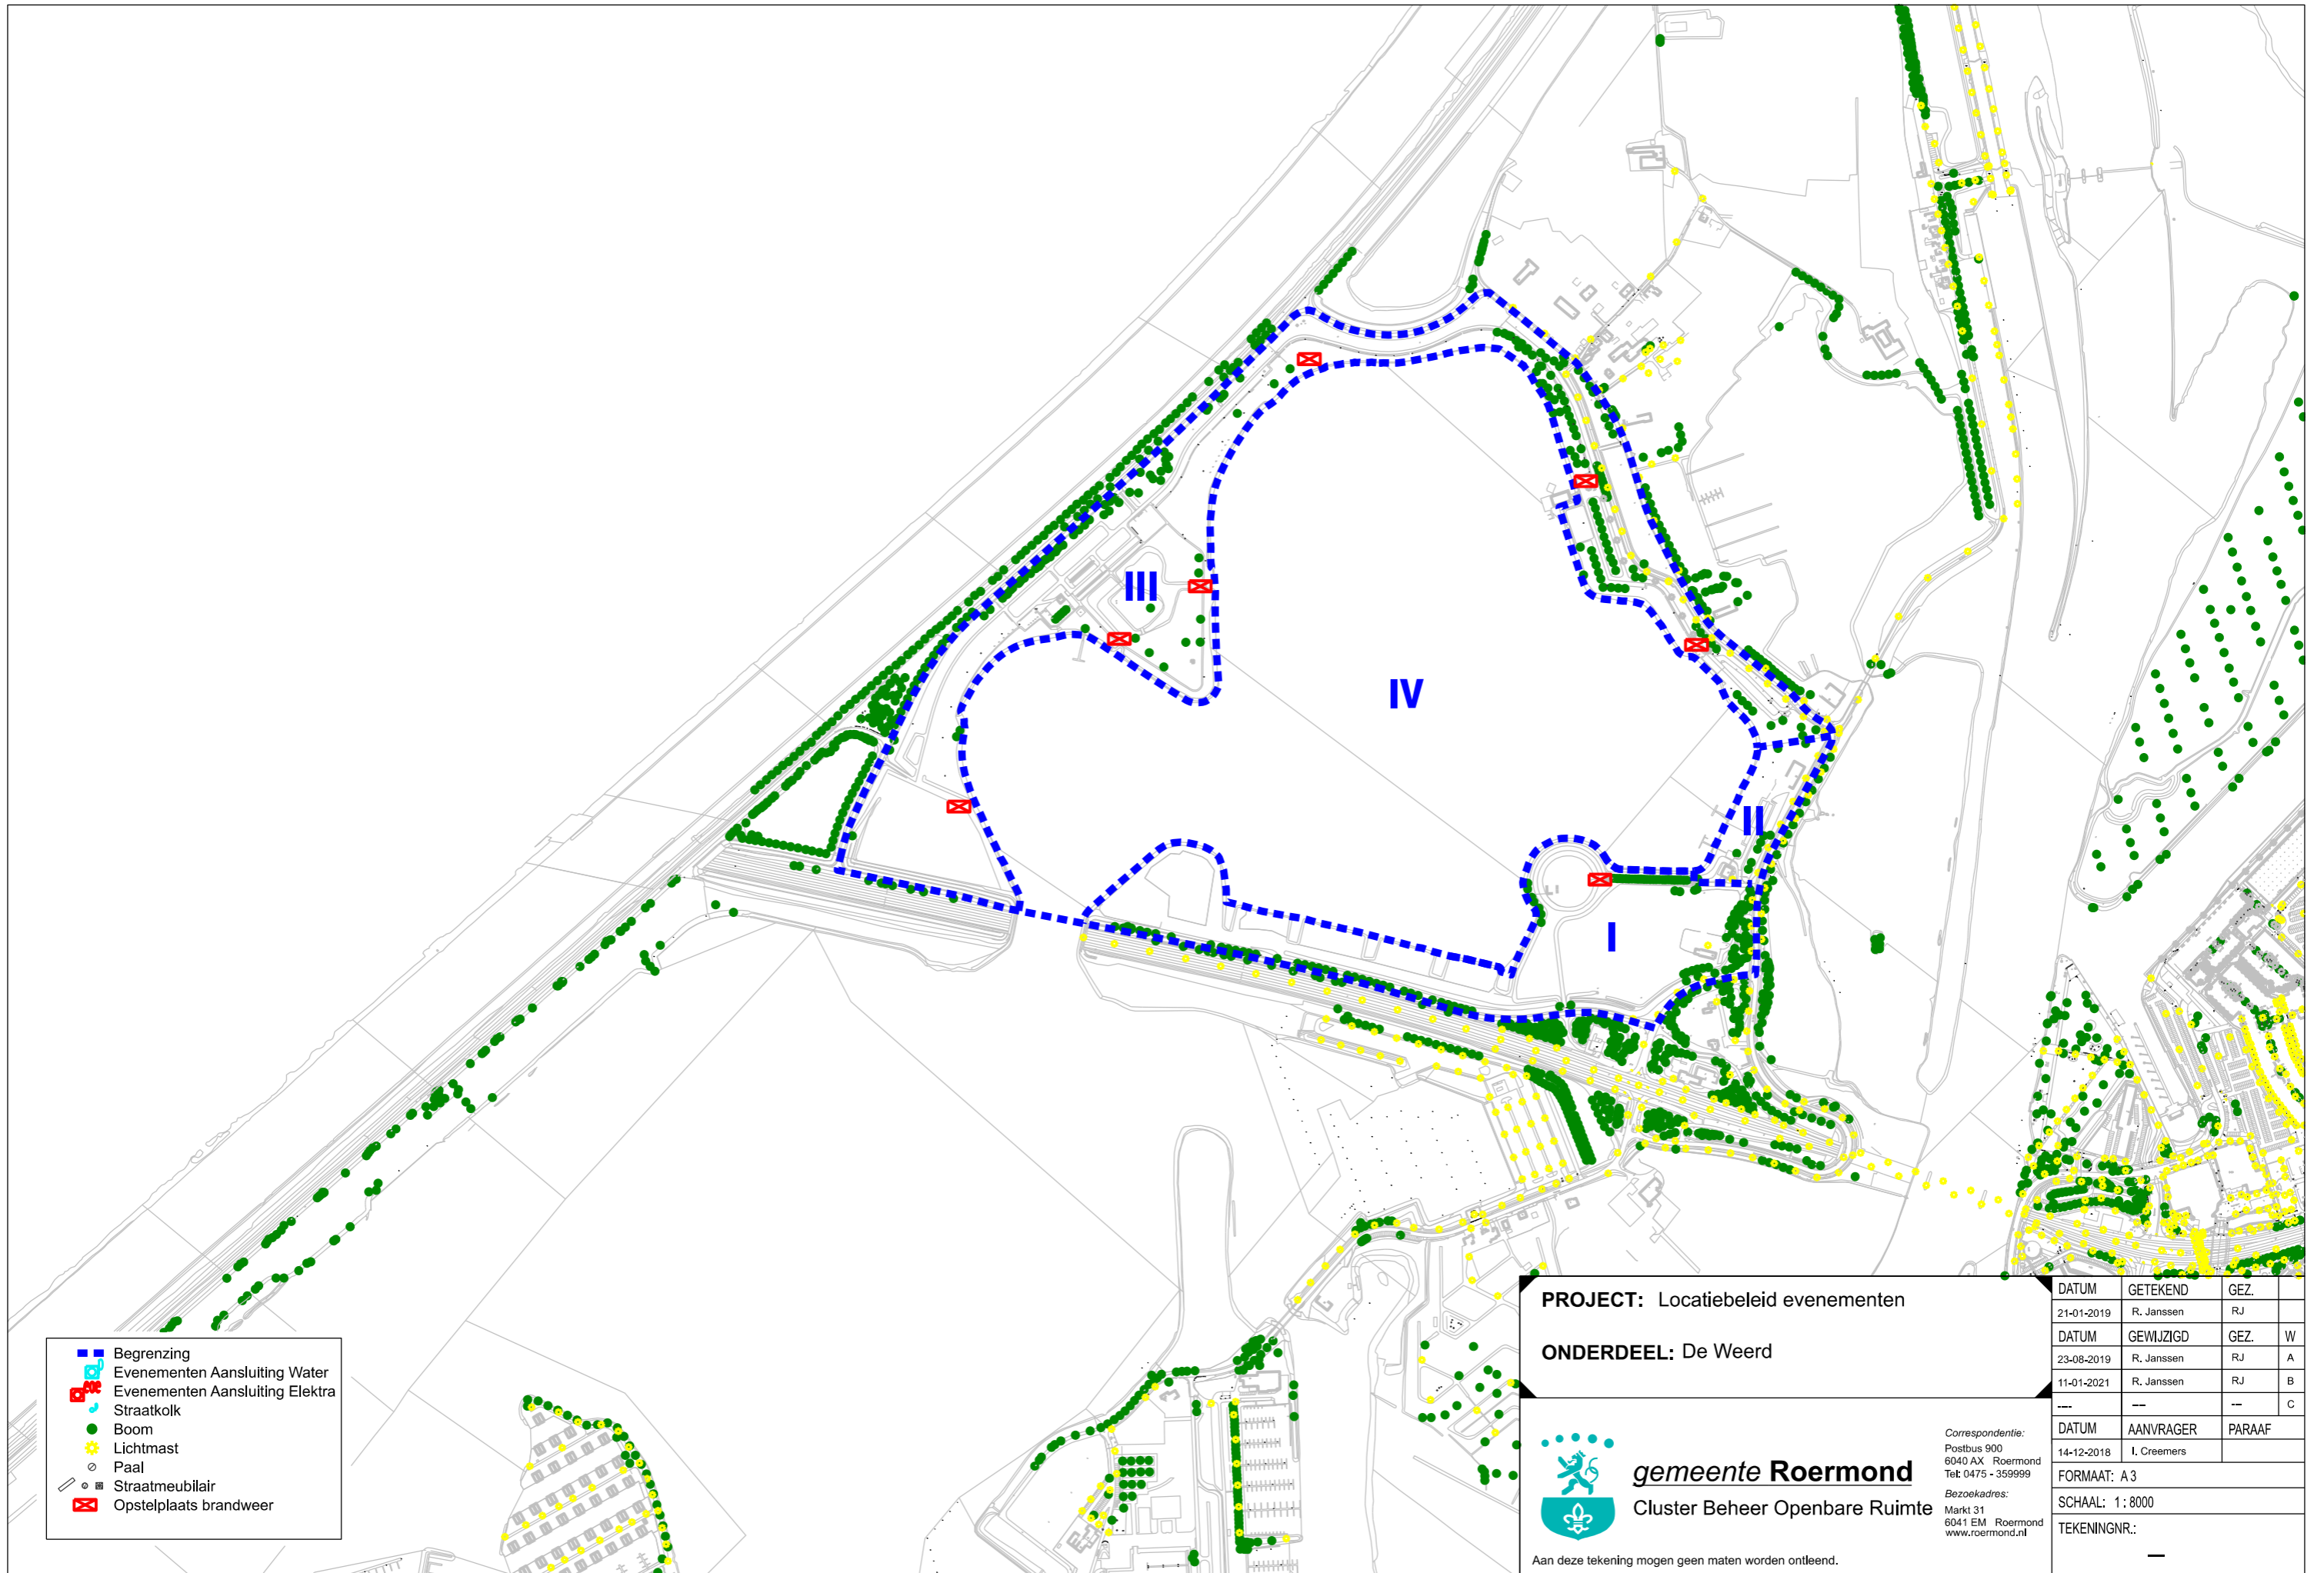 III
IV
II
I
Begrenzing
Evenementen Aansluiting Water
Evenementen Aansluiting Elektra
Straatkolk
Boom
Lichtmast
Paal
Straatmeubilair
Opstelplaats brandweer
PROJECT: Locatiebeleid evenementen
ONDERDEEL: De Weerd
gemeente Roermond
Cluster Beheer Openbare Ruimte
Correspondentie:
Postbus 900
6040 AX Roermond
Tel: 0475 - 359999
Bezoekadres:
Markt 31
6041 EM Roermond
www.roermond.nl
Aan deze tekening mogen geen maten worden ontleend.
DATUM GETEKEND GEZ.
21-01-2019 R. Janssen RJ
DATUM GEWIJZIGD GEZ. W
23-08-2019 R. Janssen RJ A
11-01-2021 R. Janssen RJ B
---- --- --- C
DATUM AANVRAGER PARAAF
14-12-2018 I. Creemers
FORMAAT: A3
SCHAAL: 1 : 8000
TEKENINGNR.:
—